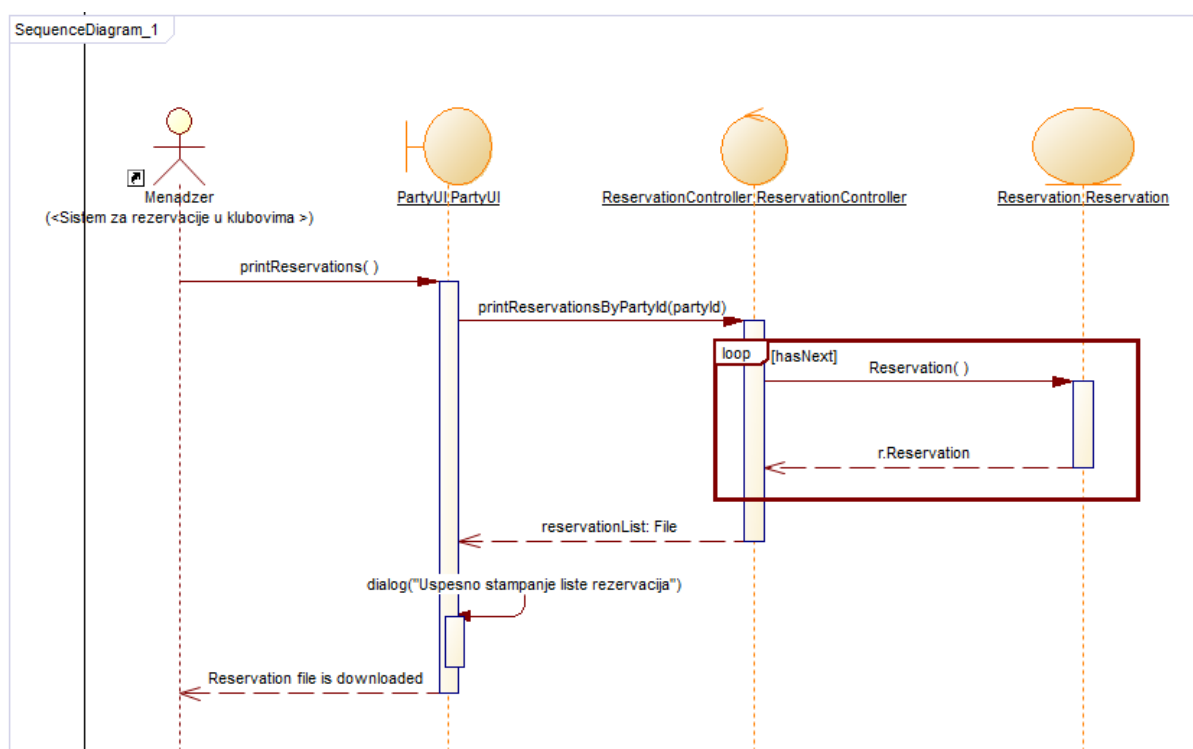 SequenceDiagram_1
Menadzer
(<Sistem za rezervacije u klubovima >)
PartyUI:PartyUI
ReservationController:ReservationController
Reservation:Reservation
printReservations( )
printReservationsByPartyId(partyId)
loop
[hasNext]
Reservation( )
r.Reservation
reservationList: File
dialog("Uspesno stampanje liste rezervacija")
Reservation file is downloaded